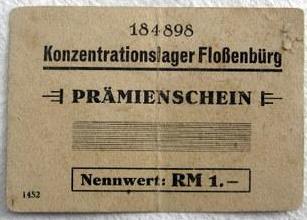 184898
Konzentrationslager Floßenbürg
PRÄMIENSCHEIN
Nennwert: RM 1.–
1452